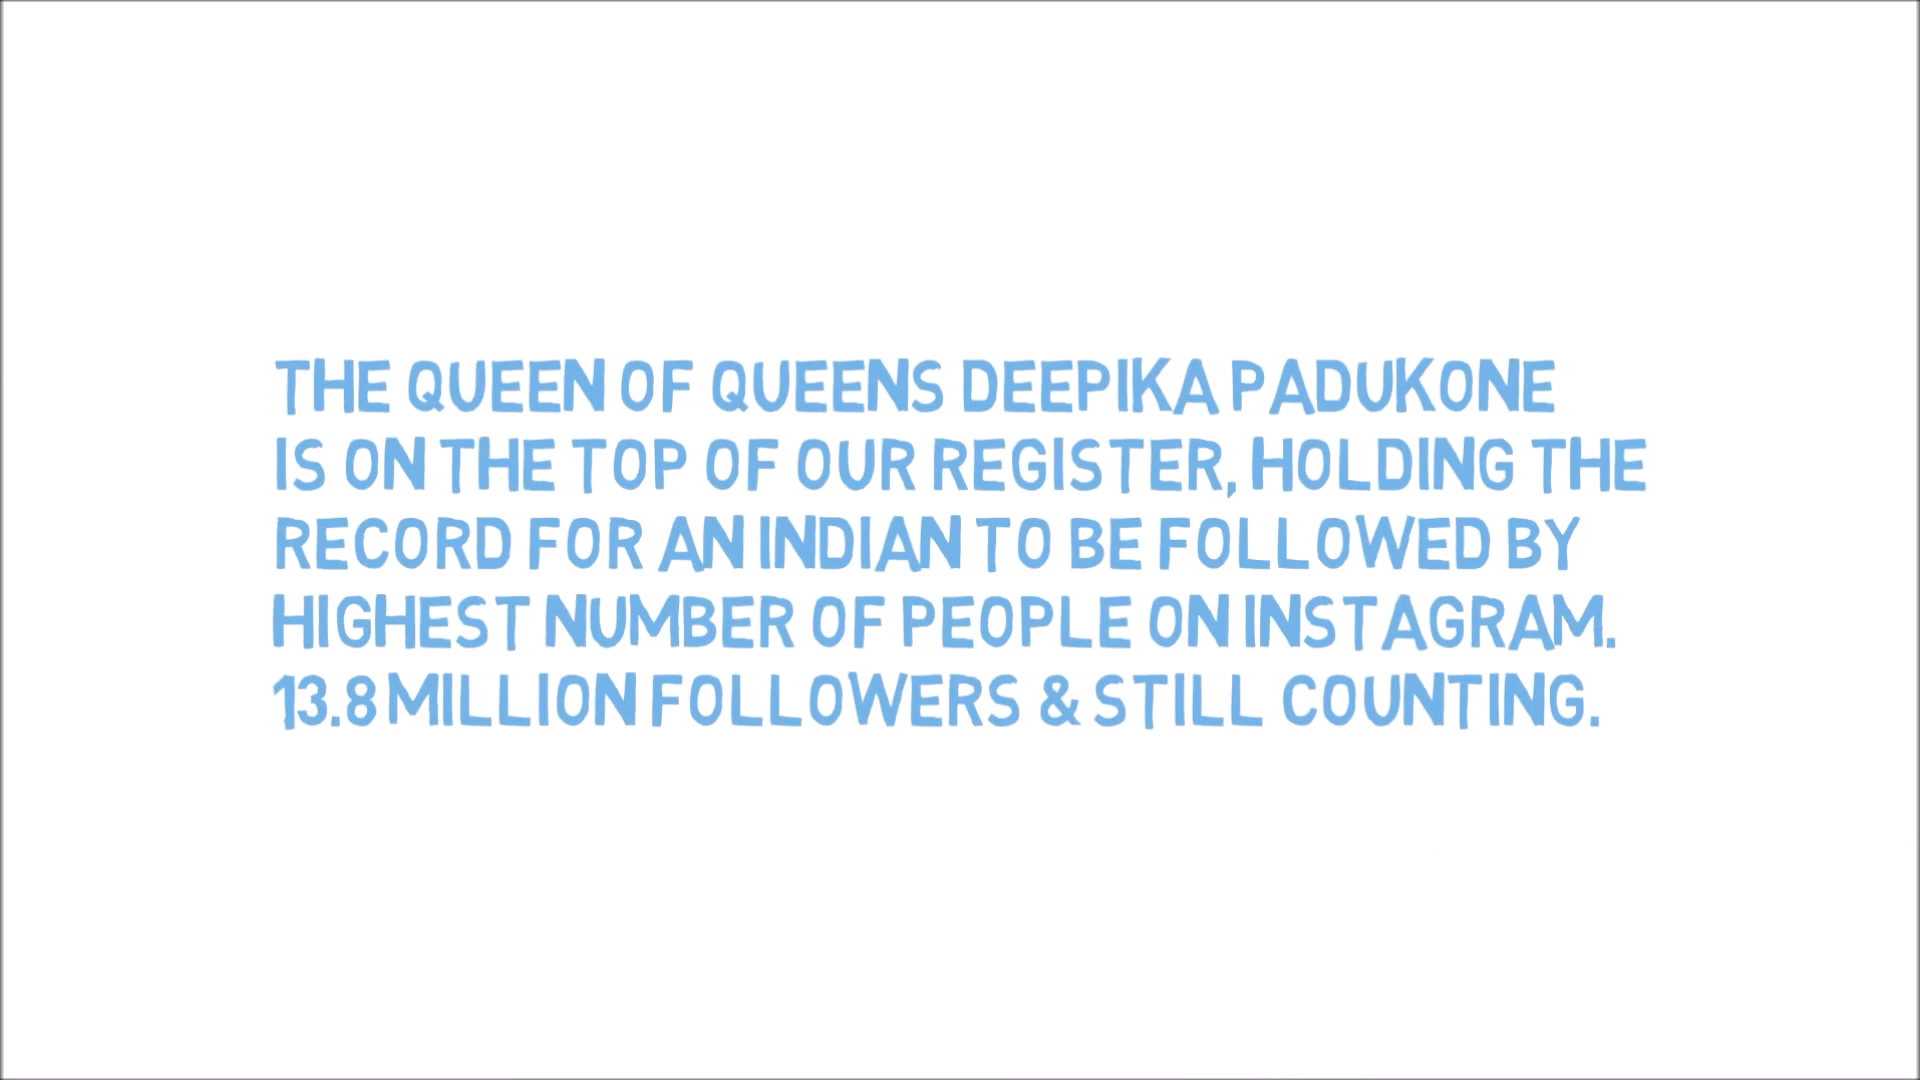 THE QUEEN OF QUEENS DEEPIKA PADUKONE
IS ON THE TOP OF OUR REGISTER, HOLDING THE
RECORD FOR AN INDIAN TO BE FOLLOWED BY
HIGHEST NUMBER OF PEOPLE ON INSTAGRAM.
13.8 MILLION FOLLOWERS & STILL COUNTING.